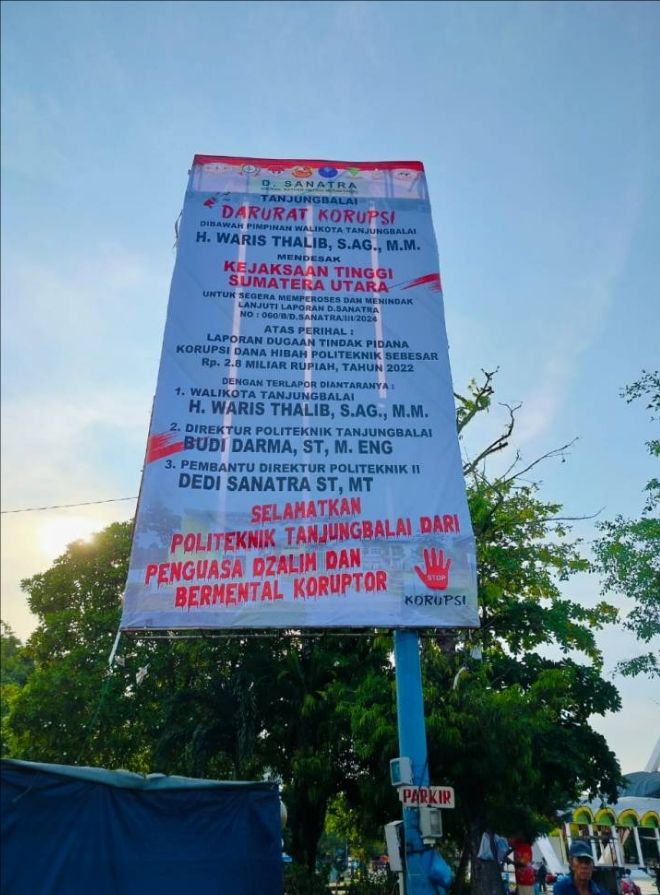 D. SANATRA
TANJUNGBALAI
DARURAT KORUPSI
DIBAWAH PIMPINAN WALIKOTA TANJUNGBALAI
H. WARIS THALIB, S.AG., M.M.
MENDESAK
KEJAKSAAN TINGGI
SUMATERA UTARA
UNTUK SEGERA MEMPEROSES DAN MENINDAK
LANJUTI LAPORAN D.SANATRA
NO : 060/B/D.SANATRA/III/2024
ATAS PERIHAL :
LAPORAN DUGAAN TINDAK PIDANA
KORUPSI DANA HIBAH POLITEKNIK SEBESAR
Rp. 2.8 MILIAR RUPIAH, TAHUN 2022
DENGAN TERLAPOR DIANTARANYA :
1. WALIKOTA TANJUNGBALAI
H. WARIS THALIB, S.AG., M.M.
2. DIREKTUR POLITEKNIK TANJUNGBALAI
BUDI DARMA, ST, M. ENG
3. PEMBANTU DIREKTUR POLITEKNIK II
DEDI SANATRA ST, MT
SELAMATKAN
POLITEKNIK TANJUNGBALAI DARI
PENGUASA DZALIM DAN
BERMENTAL KORUPTOR
STOP
KORUPSI
PARKIR